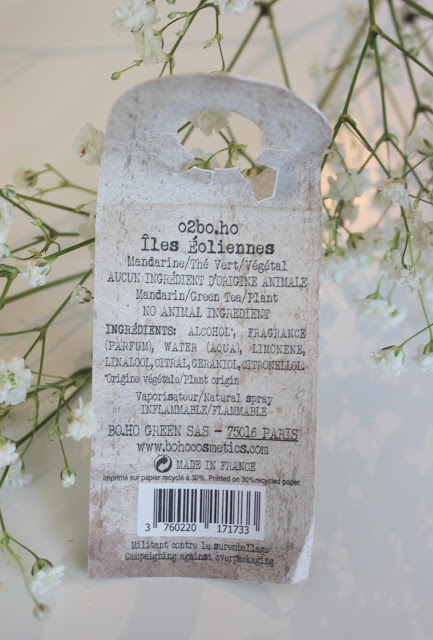 o2bo.ho
Îles Éoliennes
Mandarine/Thé Vert/Végétal
AUCUN INGRÉDIENT D'ORIGINE ANIMALE
Mandarin/Green Tea/Plant
NO ANIMAL INGREDIENT
INGRÉDIENTS: ALCOHOL*, FRAGRANCE
(PARFUM), WATER (AQUA), LIMONENE,
LINALOOL, CITRAL, GERANIOL, CITRONELLOL.
*Origine végétale/Plant origin
Vaporisateur/Natural spray
INFLAMMABLE/FLAMMABLE
BO.HO GREEN SAS – 75016 PARIS
www.bohocosmetics.com
MADE IN FRANCE
Imprimé sur papier recyclé à 30%. Printed on 30% recycled paper.
3 760220 171733
Militant contre le suremballage
Campaigning against overpackaging